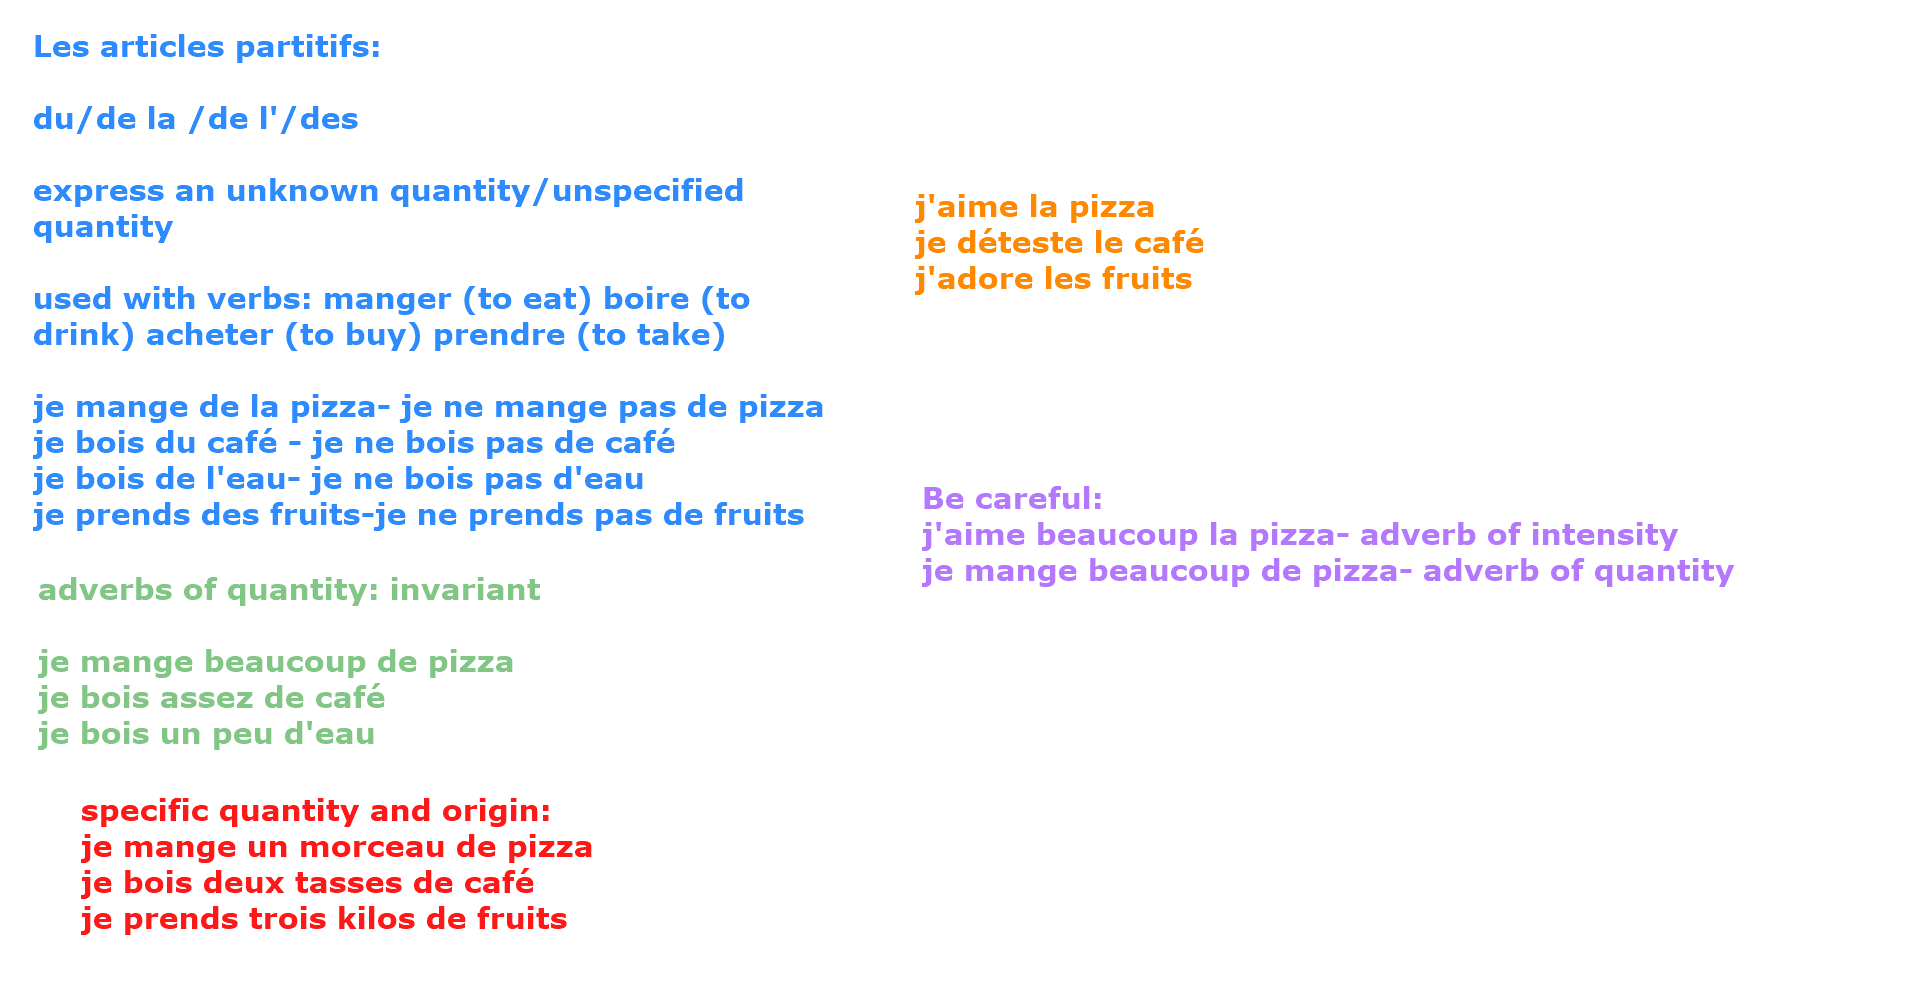 Les articles partitifs:
du/de la /de l'/des
express an unknown quantity/unspecified
quantity
used with verbs: manger (to eat) boire (to
drink) acheter (to buy) prendre (to take)
je mange de la pizza- je ne mange pas de pizza
je bois du café - je ne bois pas de café
je bois de l'eau- je ne bois pas d'eau
je prends des fruits-je ne prends pas de fruits
adverbs of quantity: invariant
je mange beaucoup de pizza
je bois assez de café
je bois un peu d'eau
specific quantity and origin:
je mange un morceau de pizza
je bois deux tasses de café
je prends trois kilos de fruits
j'aime la pizza
je déteste le café
j'adore les fruits
Be careful:
j'aime beaucoup la pizza- adverb of intensity
je mange beaucoup de pizza- adverb of quantity